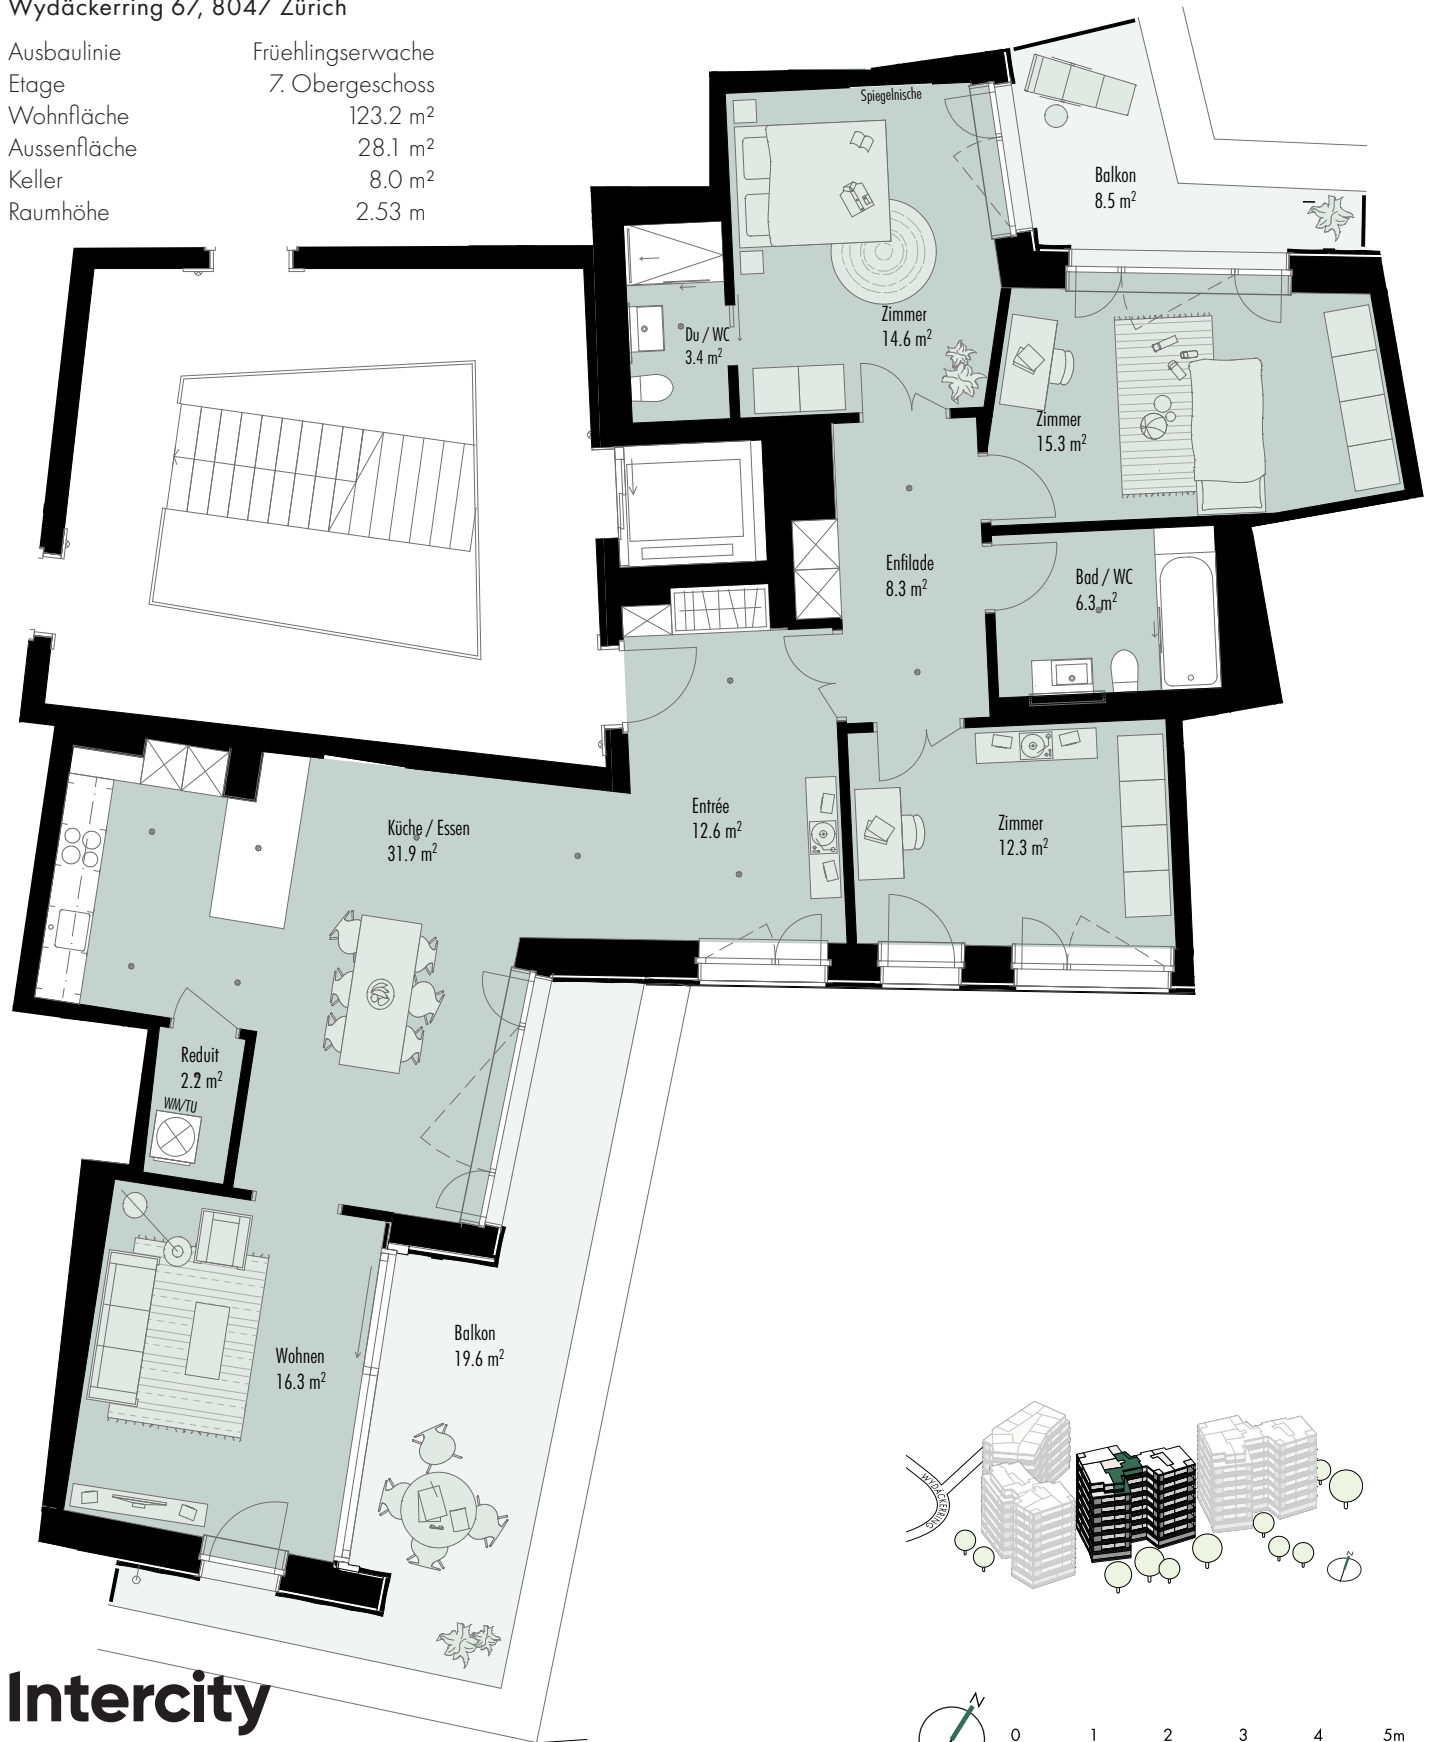 Wydäckerring 67, 8047 Zürich
Ausbaulinie Früehlingserwache
Etage 7. Obergeschoss
Wohnfläche 123.2 m²
Aussenfläche 28.1 m²
Keller 8.0 m²
Raumhöhe 2.53 m
Spiegelnische
Balkon
8.5 m²
Zimmer
14.6 m²
Du / WC
3.4 m²
Zimmer
15.3 m²
Enfilade
8.3 m²
Bad / WC
6.3 m²
Entrée
12.6 m²
Küche / Essen
31.9 m²
Zimmer
12.3 m²
Reduit
2.2 m²
WM/TU
Balkon
19.6 m²
Wohnen
16.3 m²
WYDÄCKERRING
N
Intercity
N
0 1 2 3 4 5m